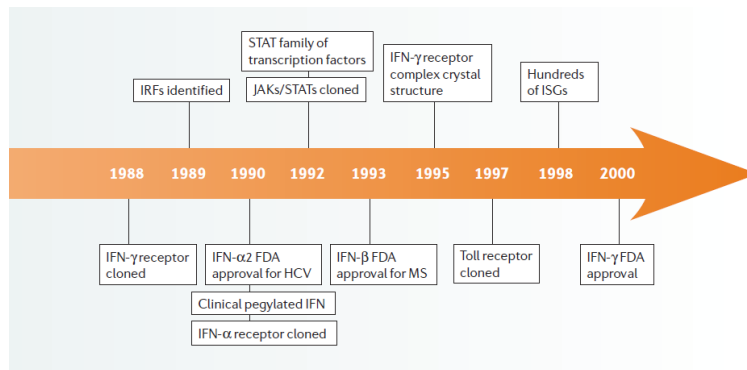 STAT family of
transcription factors
IRFs identified
JAKs/STATs cloned
IFN-γ receptor
complex crystal
structure
Hundreds
of ISGs
1988 1989 1990 1992 1993 1995 1997 1998 2000
IFN-γ receptor
cloned
IFN-α2 FDA
approval for HCV
Clinical pegylated IFN
IFN-α receptor cloned
IFN-β FDA
approval for MS
Toll receptor
cloned
IFN-γ FDA
approval